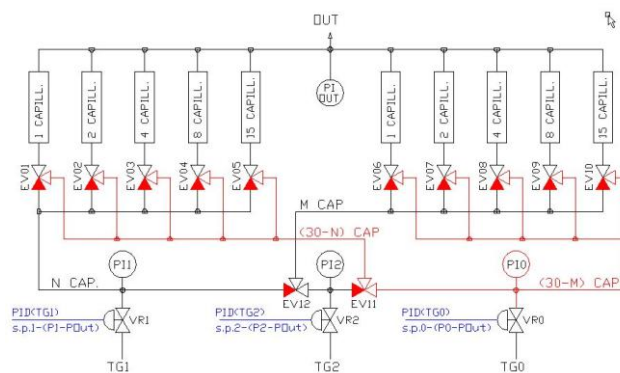 OUT
PI
OUT
1 CAPILL.
2 CAPILL.
4 CAPILL.
8 CAPILL.
15 CAPILL.
1 CAPILL.
2 CAPILL.
4 CAPILL.
8 CAPILL.
15 CAPILL.
EV01
EV02
EV03
EV04
EV05
EV06
EV07
EV08
EV09
EV10
M CAP
(30-N) CAP
PI1
PI2
PI0
N CAP.
(30-M) CAP
EV12
EV11
PID(TG1)
s.p.1-(P1-POut)
VR1
PID(TG2)
s.p.2-(P2-POut)
VR2
PID(TG0)
s.p.0-(P0-POut)
VR0
TG1
TG2
TG0